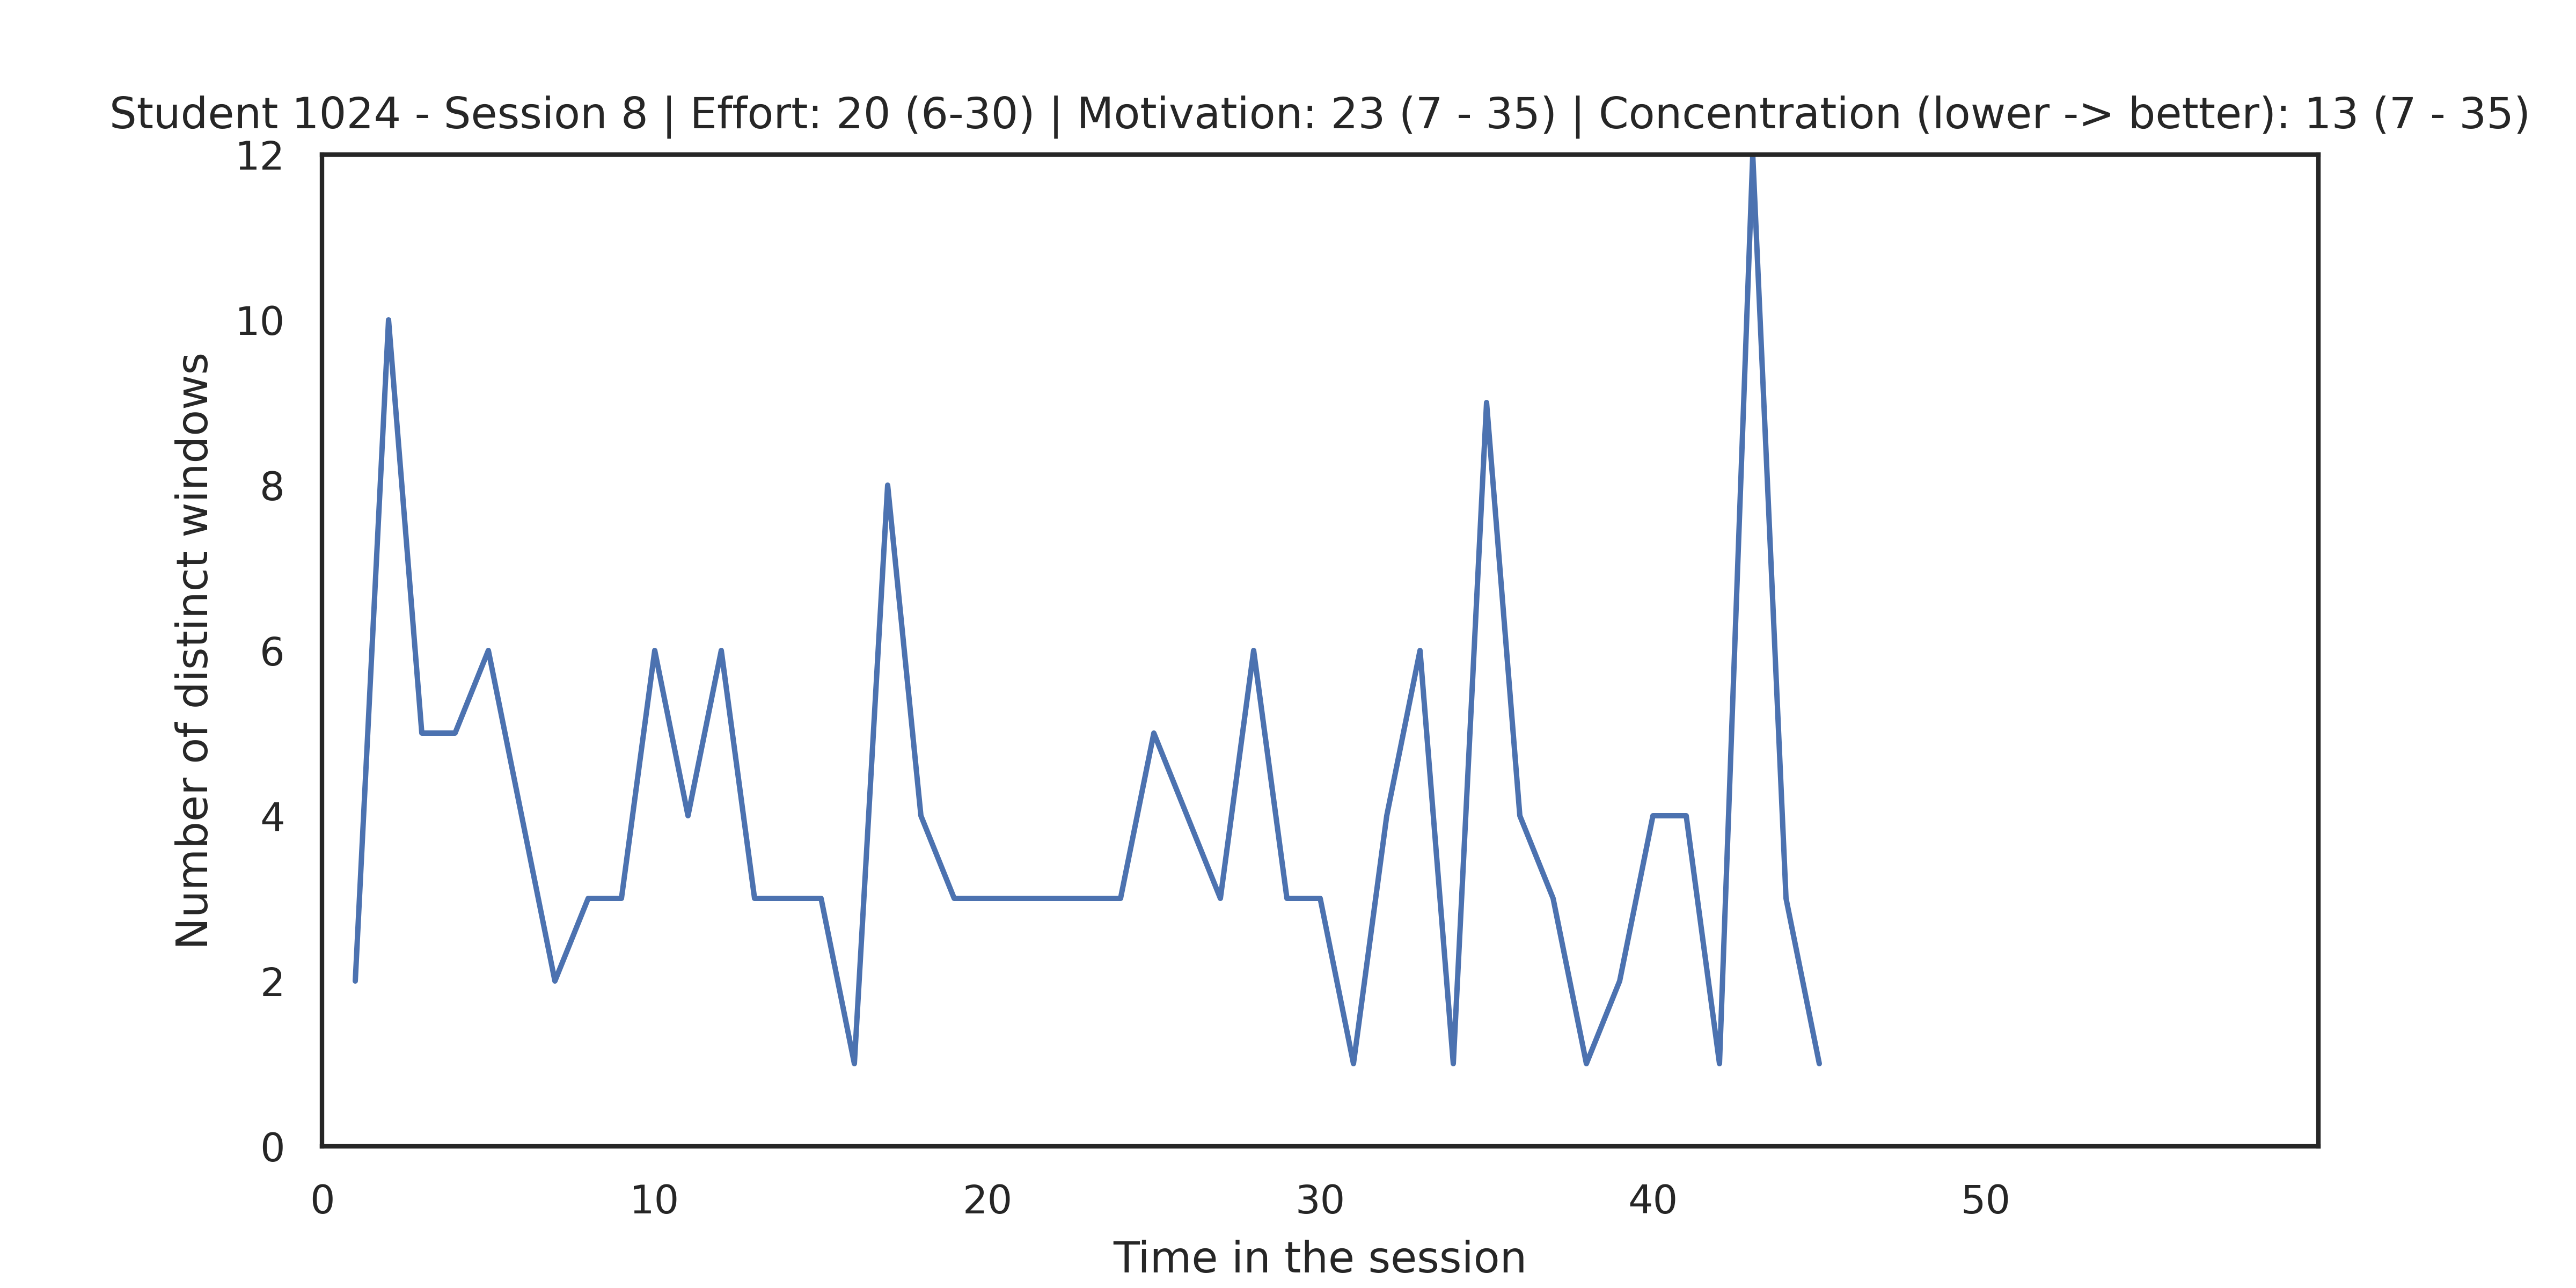 Student 1024 - Session 8 | Effort: 20 (6-30) | Motivation: 23 (7 - 35) | Concentration (lower -> better): 13 (7 - 35)
12
10
8
6
4
2
0
Number of distinct windows
0 10 20 30 40 50
Time in the session